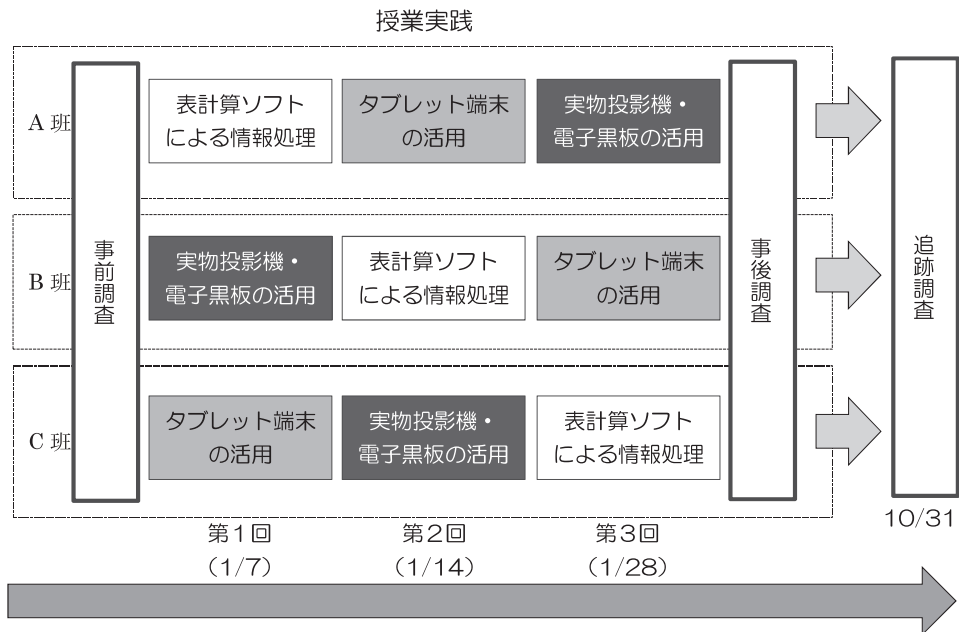 授業実践
A 班
事前調査
表計算ソフト
による情報処理
タブレット端末
の活用
実物投影機・
電子黒板の活用
事後調査
追跡調査
B 班
実物投影機・
電子黒板の活用
表計算ソフト
による情報処理
タブレット端末
の活用
C 班
タブレット端末
の活用
実物投影機・
電子黒板の活用
表計算ソフト
による情報処理
第1回
(1/7)
第2回
(1/14)
第3回
(1/28)
10/31